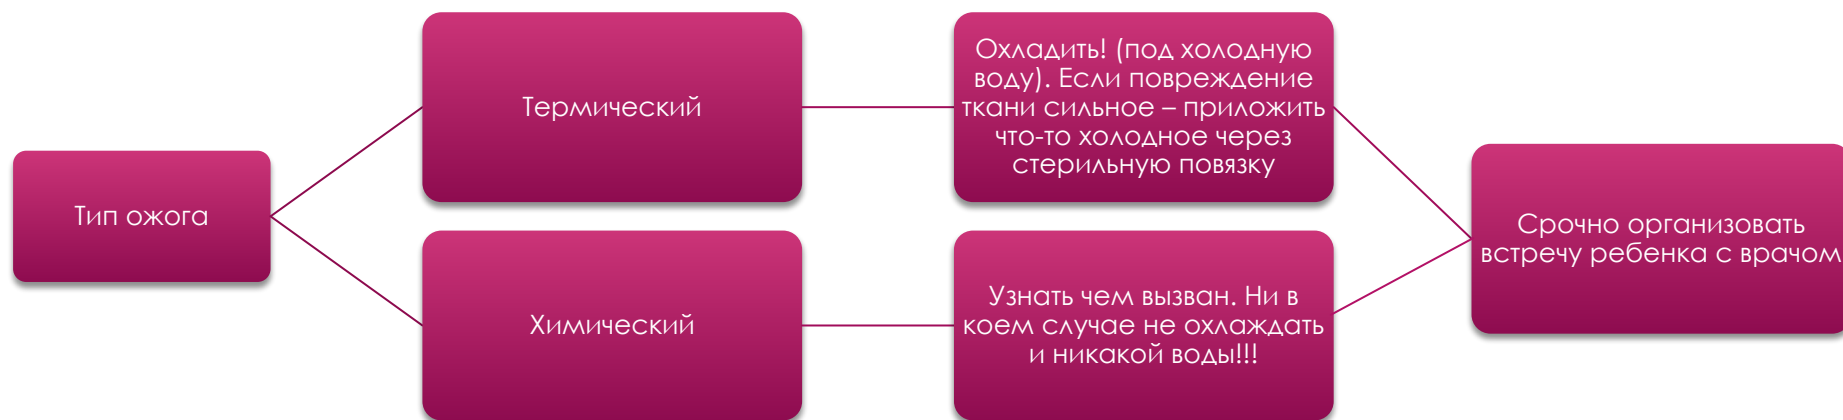 Тип ожога
Термический
Охладить! (под холодную
воду). Если повреждение
ткани сильное – приложить
что-то холодное через
стерильную повязку
Химический
Узнать чем вызван. Ни в
коем случае не охлаждать
и никакой воды!!!
Срочно организовать
встречу ребенка с врачом